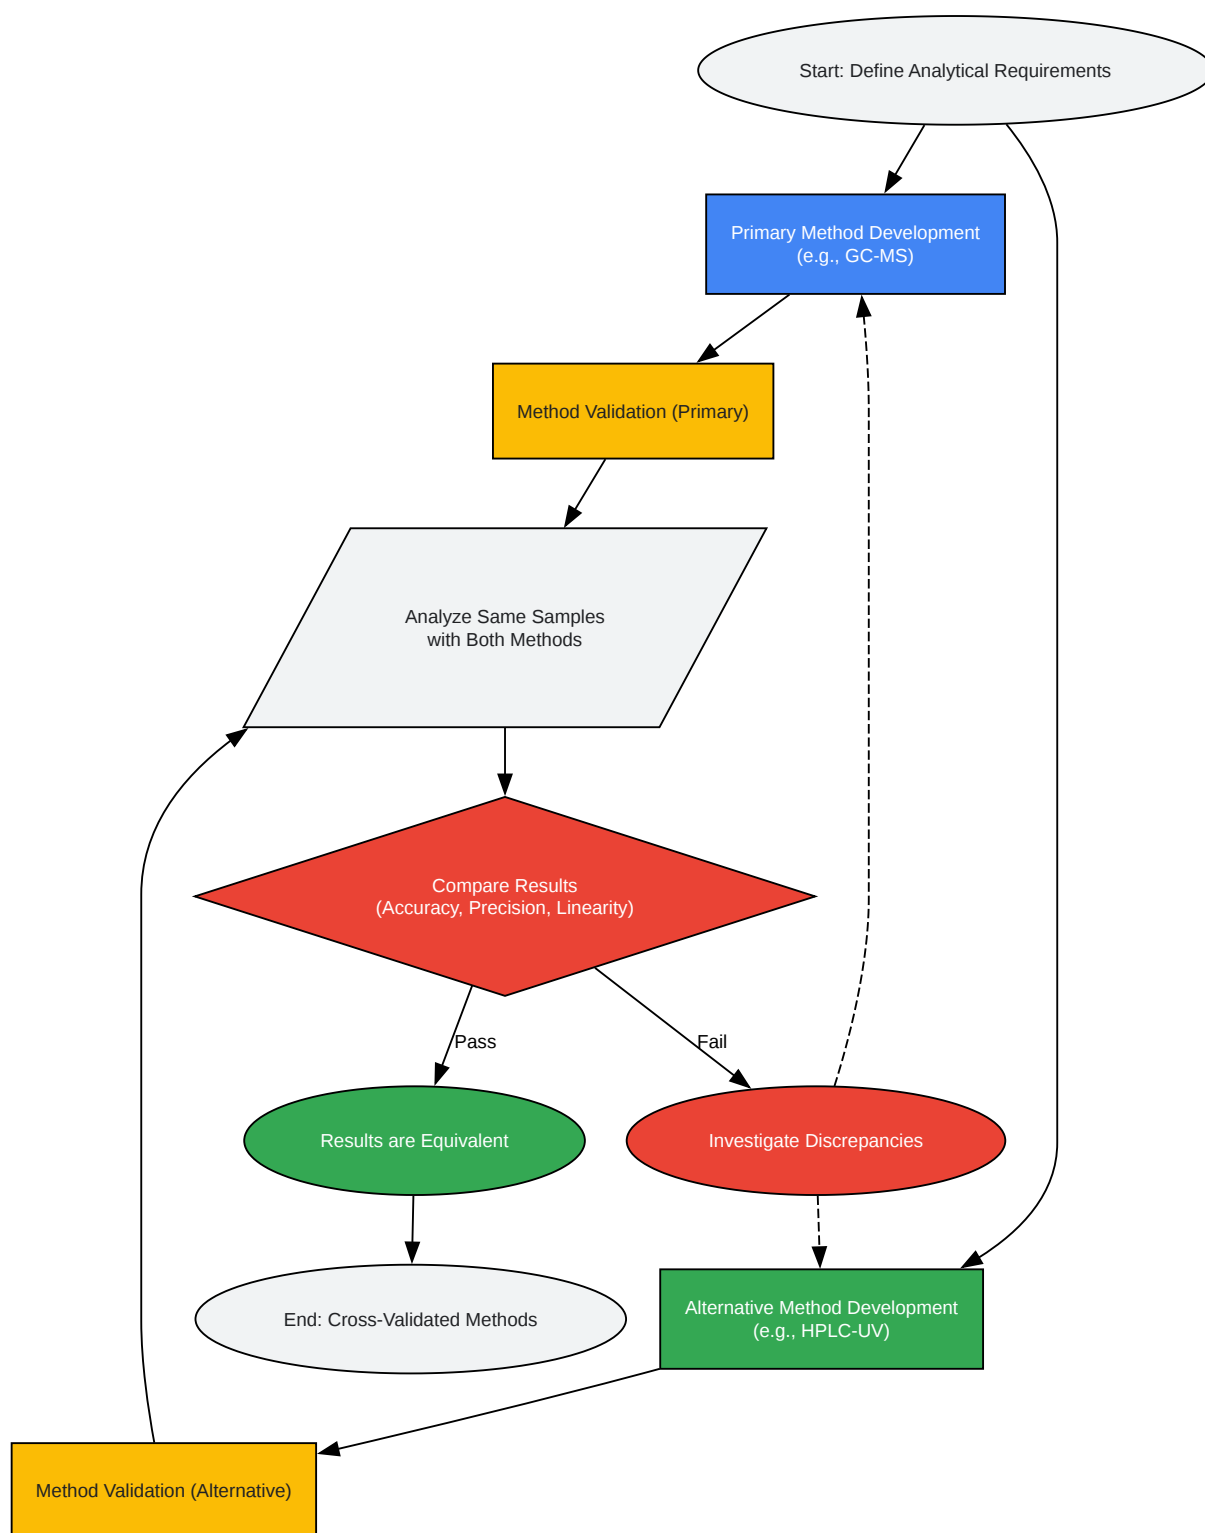 Start: Define Analytical Requirements
Primary Method Development
(e.g., GC-MS)
Method Validation (Primary)
Analyze Same Samples
with Both Methods
Compare Results
(Accuracy, Precision, Linearity)
Pass
Fail
Results are Equivalent
Investigate Discrepancies
End: Cross-Validated Methods
Alternative Method Development
(e.g., HPLC-UV)
Method Validation (Alternative)